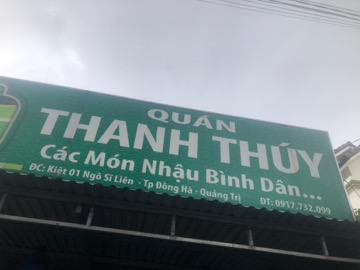 QUÁN
THANH THÚY
Các Món Nhậu Bình Dân...
ĐC: Kiệt 01 Ngô Sĩ Liên - Tp Đông Hà - Quảng Trị ĐT: 0917.732.099